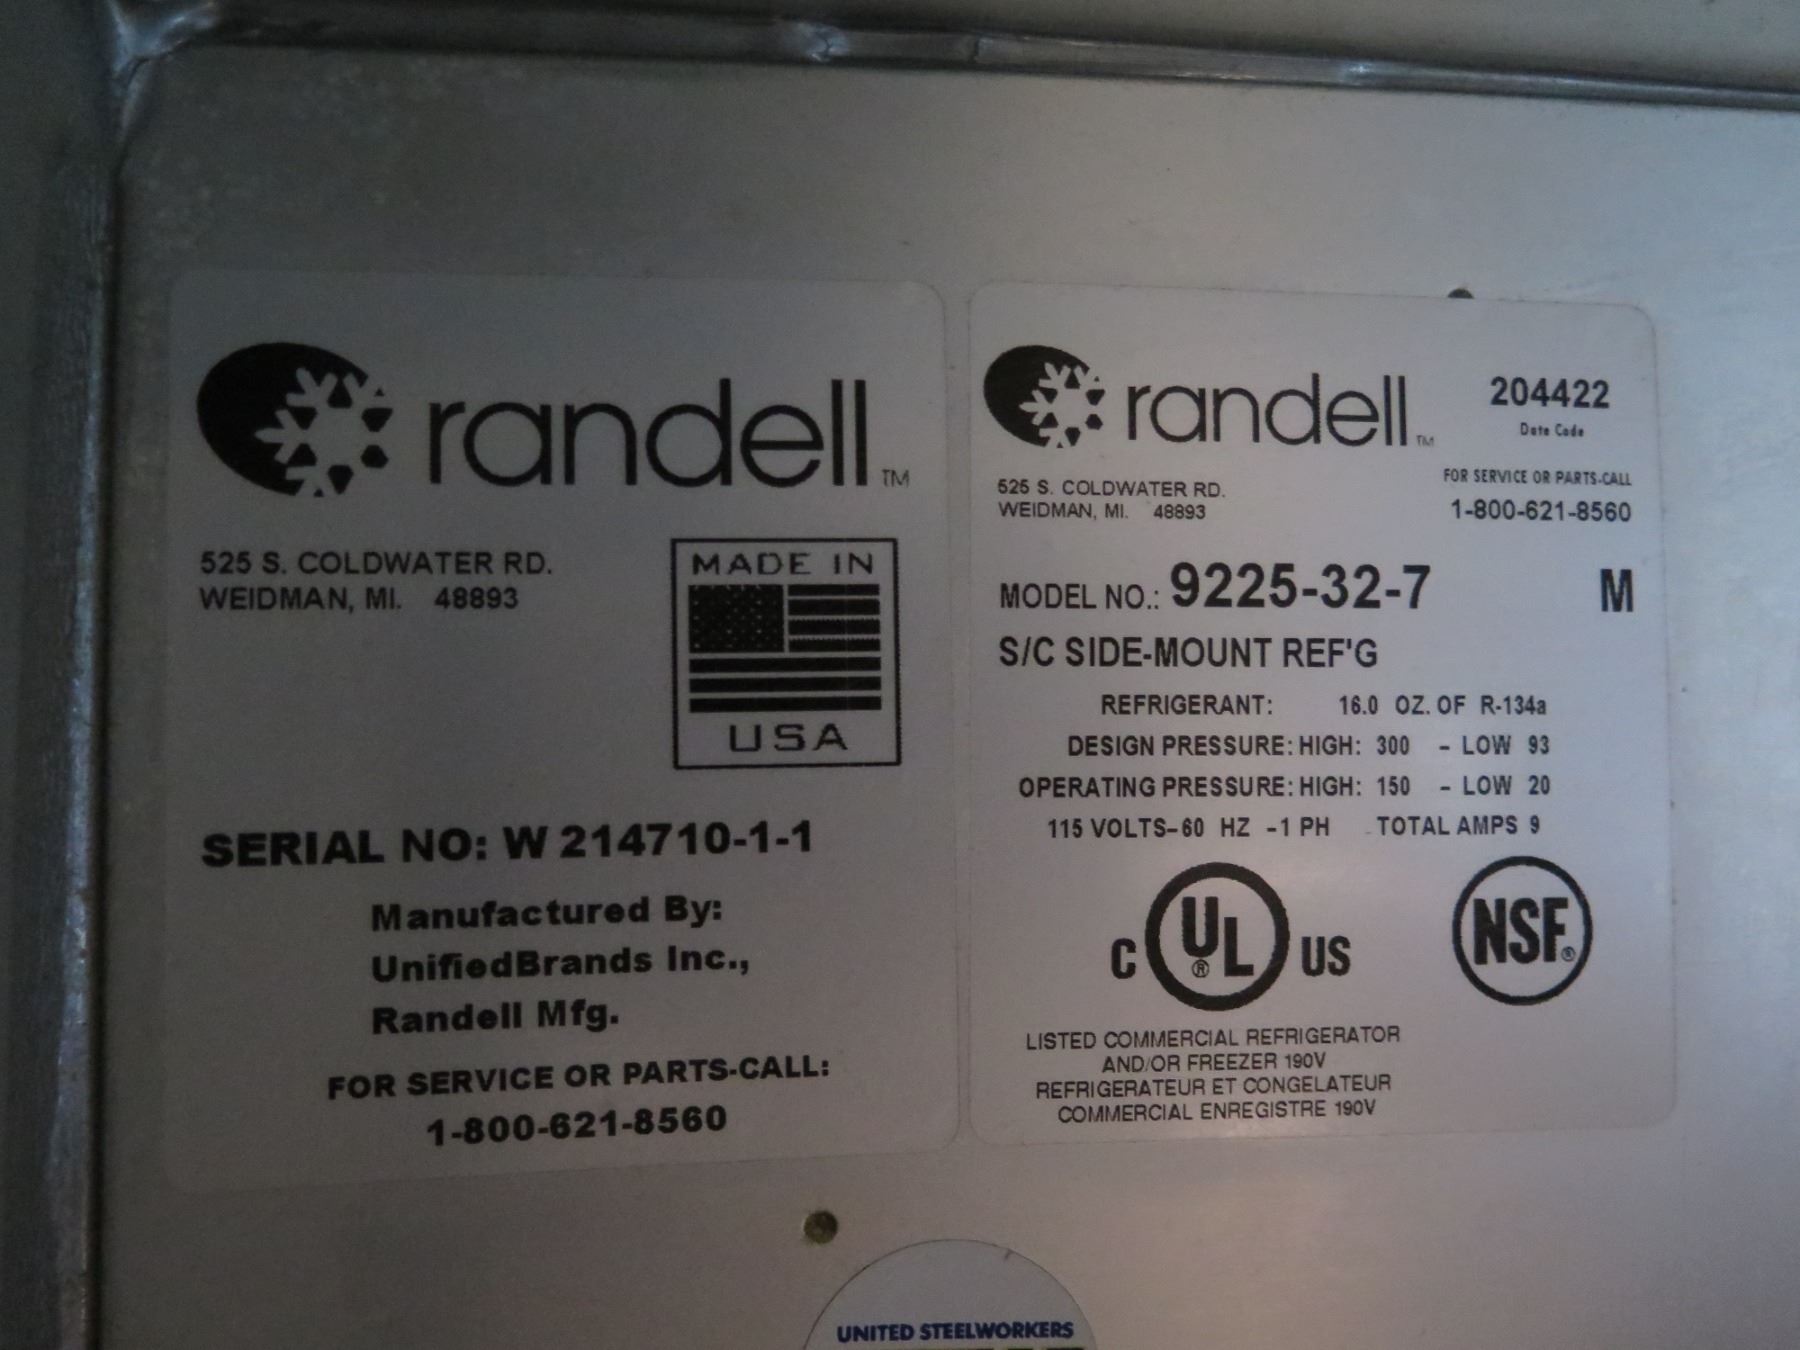 randell™
525 S. COLDWATER RD.
WEIDMAN, MI. 48893
MADE IN
USA
SERIAL NO: W 214710-1-1
Manufactured By:
UnifiedBrands Inc.,
Randell Mfg.
FOR SERVICE OR PARTS-CALL:
1-800-621-8560
randell™
204422
Date Code
525 S. COLDWATER RD.
WEIDMAN, MI. 48893
FOR SERVICE OR PARTS-CALL
1-800-621-8560
MODEL NO.: 9225-32-7 M
S/C SIDE-MOUNT REF'G
REFRIGERANT: 16.0 OZ. OF R-134a
DESIGN PRESSURE: HIGH: 300 - LOW 93
OPERATING PRESSURE: HIGH: 150 - LOW 20
115 VOLTS-60 HZ -1 PH TOTAL AMPS 9
C UL® US
NSF®
LISTED COMMERCIAL REFRIGERATOR
AND/OR FREEZER 190V
REFRIGERATEUR ET CONGELATEUR
COMMERCIAL ENREGISTRE 190V
UNITED STEELWORKERS